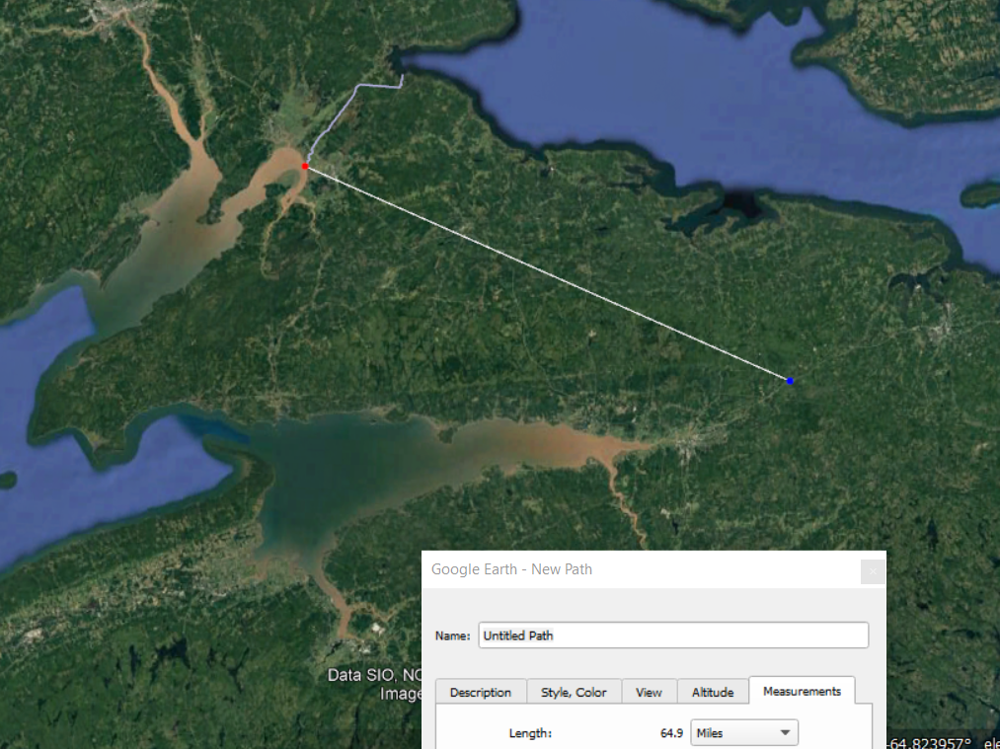 Google Earth - New Path
Name: Untitled Path
Data SIO, NO
Image
Description Style, Color View Altitude Measurements
Length: 64.9 Miles
-64.823957° ele